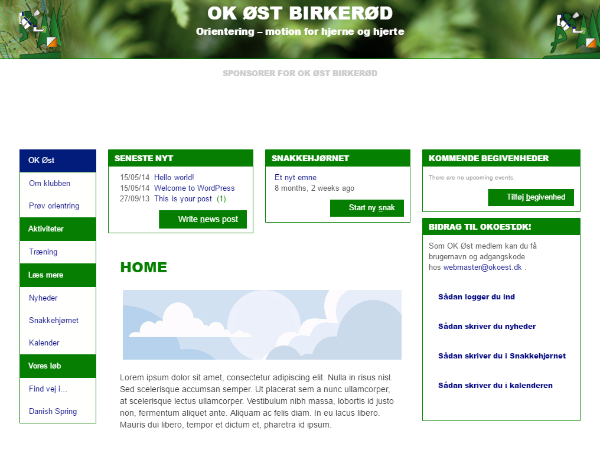 OK ØST BIRKERØD
Orientering – motion for hjerne og hjerte
SPONSORER FOR OK ØST BIRKERØD
OK Øst
Om klubben
Prøv orientring
Aktiviteter
Træning
Læs mere
Nyheder
Snakkehjørnet
Kalender
Vores løb
Find vej i...
Danish Spring
SENESTE NYT
15/05/14 Hello world!
15/05/14 Welcome to WordPress
27/09/13 This is your post (1)
Write news post
SNAKKEHJØRNET
Et nyt emne
8 months, 2 weeks ago
Start ny snak
HOME
Lorem ipsum dolor sit amet, consectetur adipiscing elit. Nulla in risus nisl.
Sed scelerisque accumsan semper. Ut placerat sem a nunc ullamcorper,
at scelerisque lectus ullamcorper. Vestibulum nibh massa, lobortis id justo
non, fermentum aliquet ante. Aliquam ac felis diam. In eu lacus libero.
Mauris dui libero, tempor et dictum et, pharetra id ipsum.
KOMMENDE BEGIVENHEDER
There are no upcoming events.
Tilføj begivenhed
BIDRAG TIL OKOEST.DK!
Som OK Øst medlem kan du få
brugernavn og adgangskode
hos webmaster@okoest.dk .
Sådan logger du ind
Sådan skriver du nyheder
Sådan skriver du i Snakkehjørnet
Sådan skriver du i kalenderen